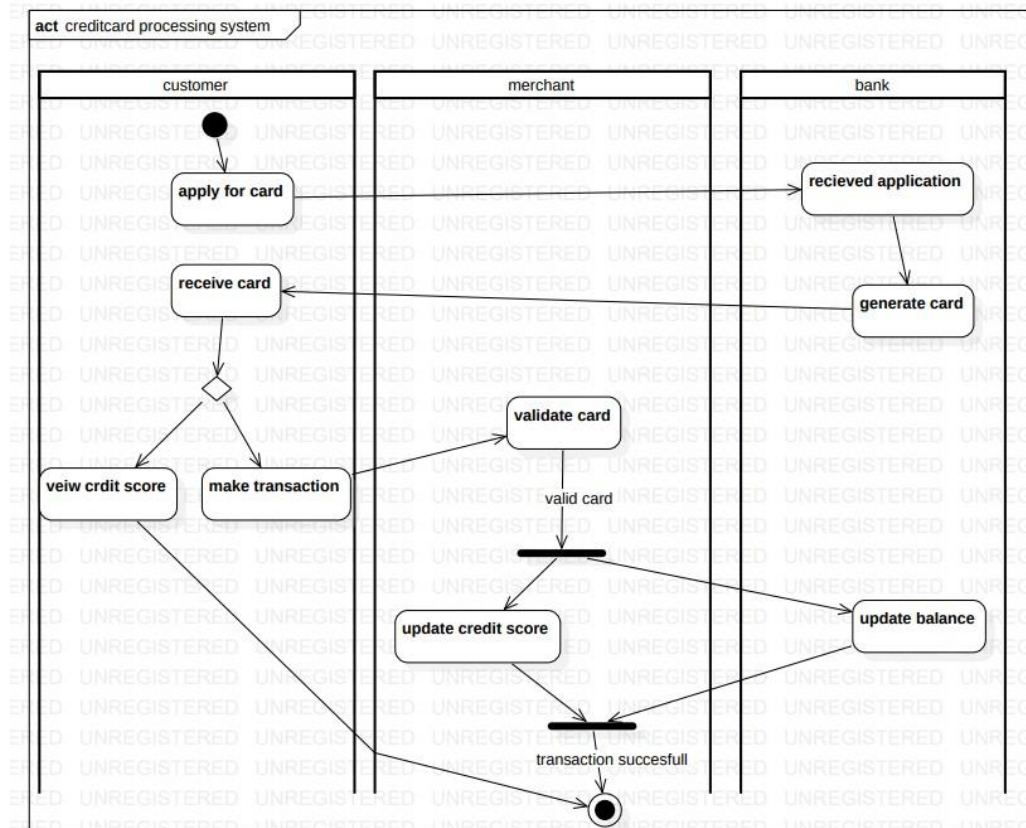 act creditcard processing system
customer merchant bank
apply for card
recieved application
receive card
generate card
validate card
veiw crdit score
make transaction
valid card
update credit score
update balance
transaction succesfull
UNREGISTERED